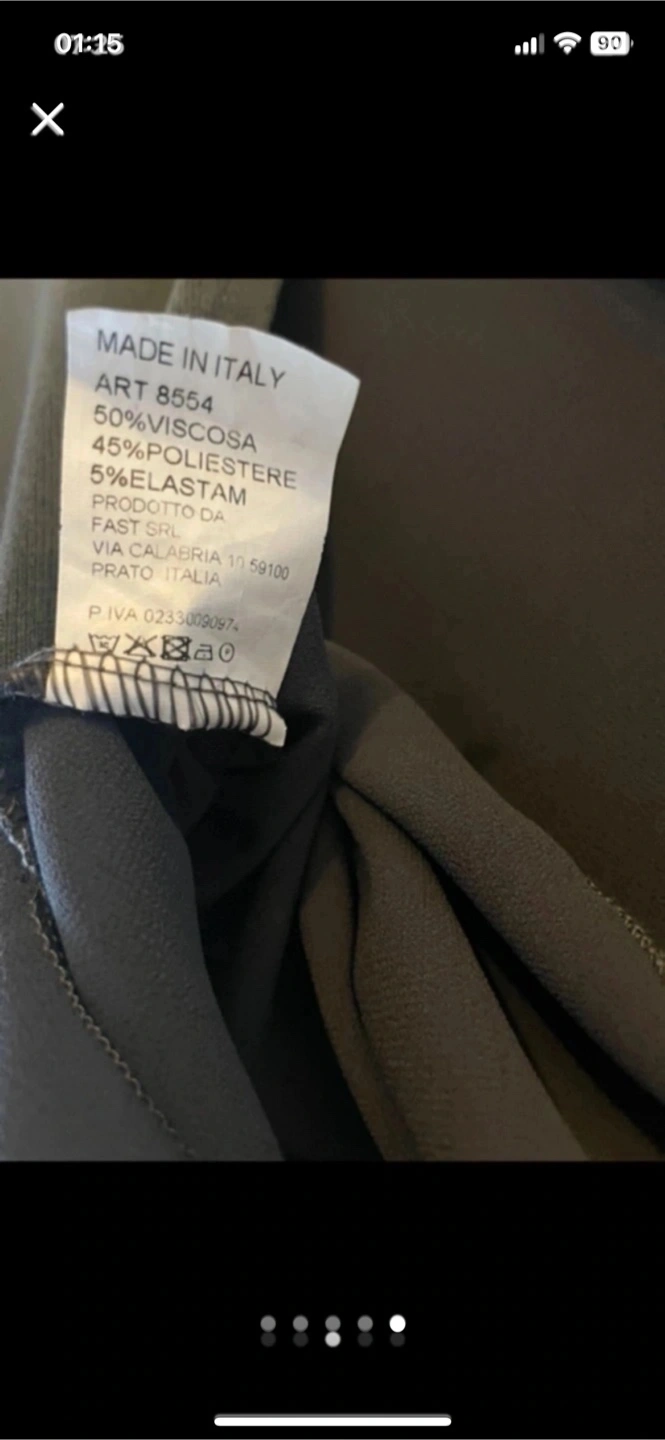 01:15
90
MADE IN ITALY
ART 8554
50%VISCOSA
45%POLIESTERE
5%ELASTAM
PRODOTTO DA
FAST SRL
VIA CALABRIA 10 59100
PRATO ITALIA
P.IVA 02330090974